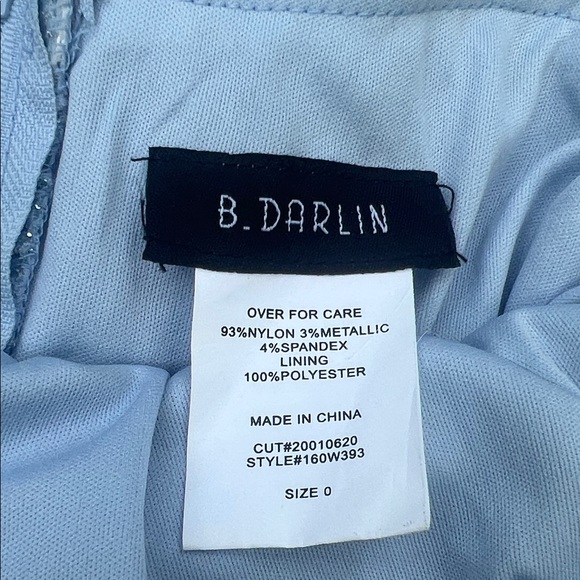 B. DARLIN
OVER FOR CARE
93%NYLON 3%METALLIC
4%SPANDEX
LINING
100%POLYESTER
MADE IN CHINA
CUT#20010620
STYLE#160W393
SIZE 0